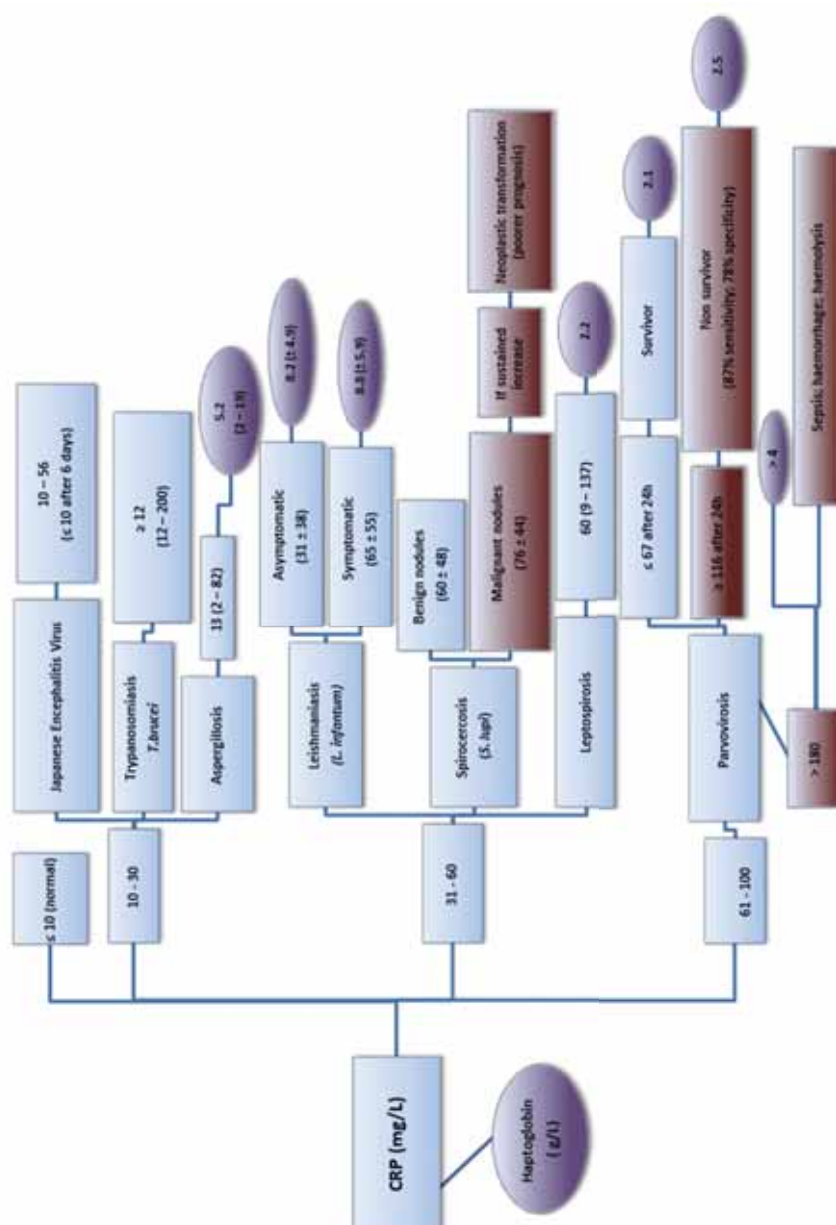 CRP (mg/L)
Haptoglobin
( g/L)
≤ 10 (normal)
10 - 30
Japanese Encephalitis Virus
10 – 56
(≤ 10 after 6 days)
Trypanosomiasis
T.brucei
≥ 12
(12 – 200)
Aspergillosis
13 (2 – 82)
5.2
(2 – 19)
31 - 60
Leishmaniasis
(L. infantum)
Asymptomatic
(31 ± 38)
8.2 (± 4.9)
Symptomatic
(65 ± 55)
8.8 (± 5.9)
Spirocercosis
(S. lupi)
Benign nodules
(60 ± 48)
Malignant nodules
(76 ± 44)
If sustained
increase
Neoplastic transformation
(poorer prognosis)
Leptospirosis
60 (9 – 137)
2.2
61 - 100
Parvovirosis
≤ 67 after 24h
Survivor
2.1
≥ 116 after 24h
Non survivor
(87% sensitivity; 78% specificity)
2.5
> 180
> 4
Sepsis; haemorrhage; haemolysis